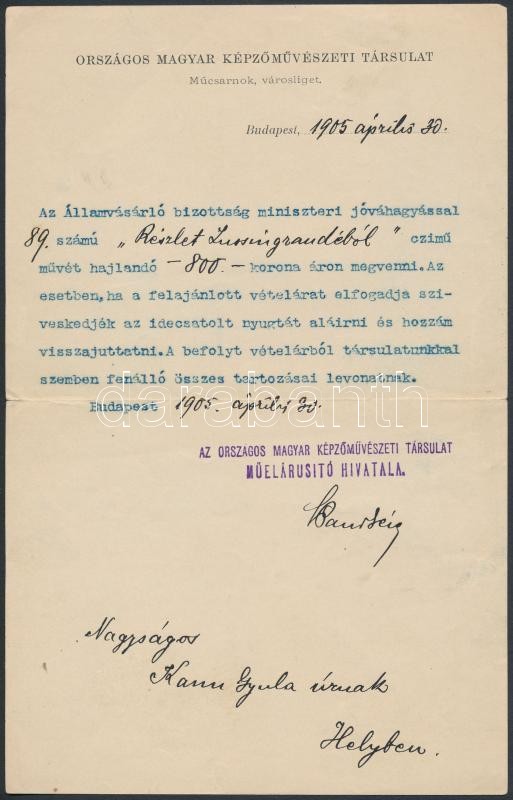 ORSZÁGOS MAGYAR KÉPZŐMŰVÉSZETI TÁRSULAT
Műcsarnok, városliget.
Budapest, 1905 április 30.
Az Államvásárló bizottság miniszteri jóváhagyással
89. számú „Részlet Lussingrandéból" czimű
művét hajlandó –800.– korona áron megvenni.Az
esetben,ha a felajánlott vételárat elfogadja szi-
veskedjék az idecsatolt nyugtát aláirni és hozzám
visszajuttatni.A befolyt vételárból társulatunkkal
szemben fenálló összes tartozásai levonatnak.
Budapest 1905. április 30.
AZ ORSZAGOS MAGYAR KÉPZŐMŰVÉSZETI TÁRSULAT
MŰELÁRUSITÓ HIVATALA.
Nagyságos
Kann Gyula úrnak
Helyben.
darabanth